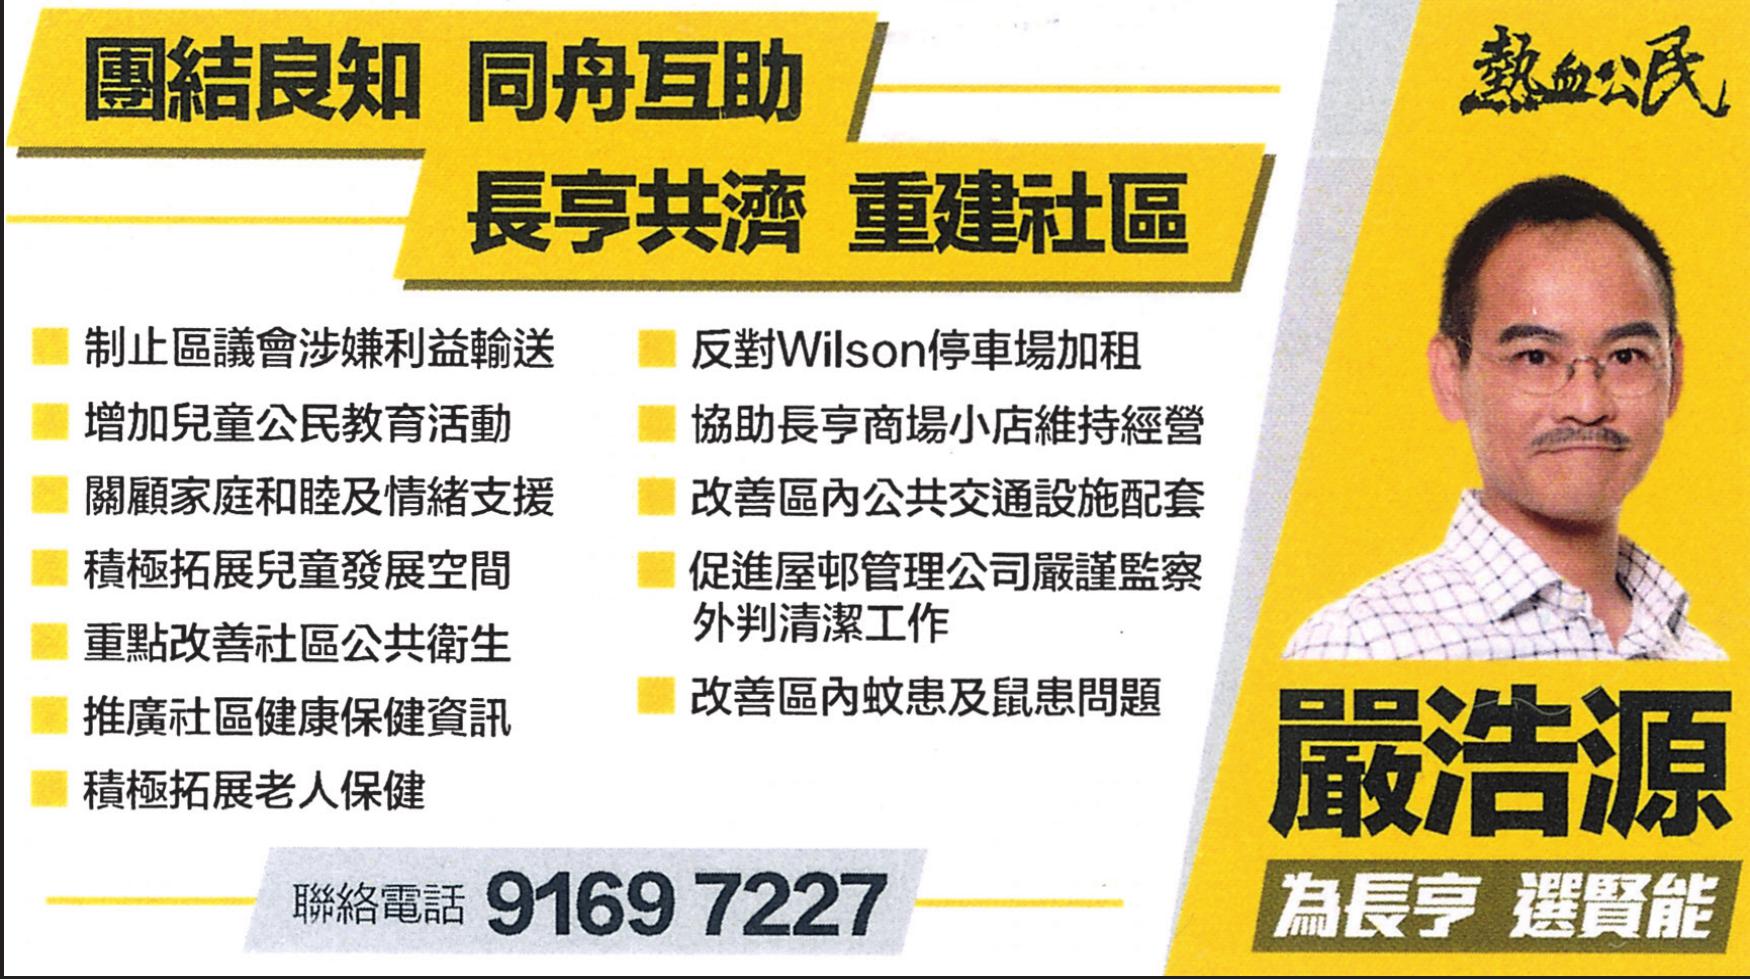 團結良知 同舟互助
長亨共濟 重建社區
制止區議會涉嫌利益輸送
增加兒童公民教育活動
關顧家庭和睦及情緒支援
積極拓展兒童發展空間
重點改善社區公共衛生
推廣社區健康保健資訊
積極拓展老人保健
反對Wilson停車場加租
協助長亨商場小店維持經營
改善區內公共交通設施配套
促進屋邨管理公司嚴謹監察
外判清潔工作
改善區內蚊患及鼠患問題
聯絡電話 9169 7227
熱血公民
嚴浩源
為長亨 選賢能